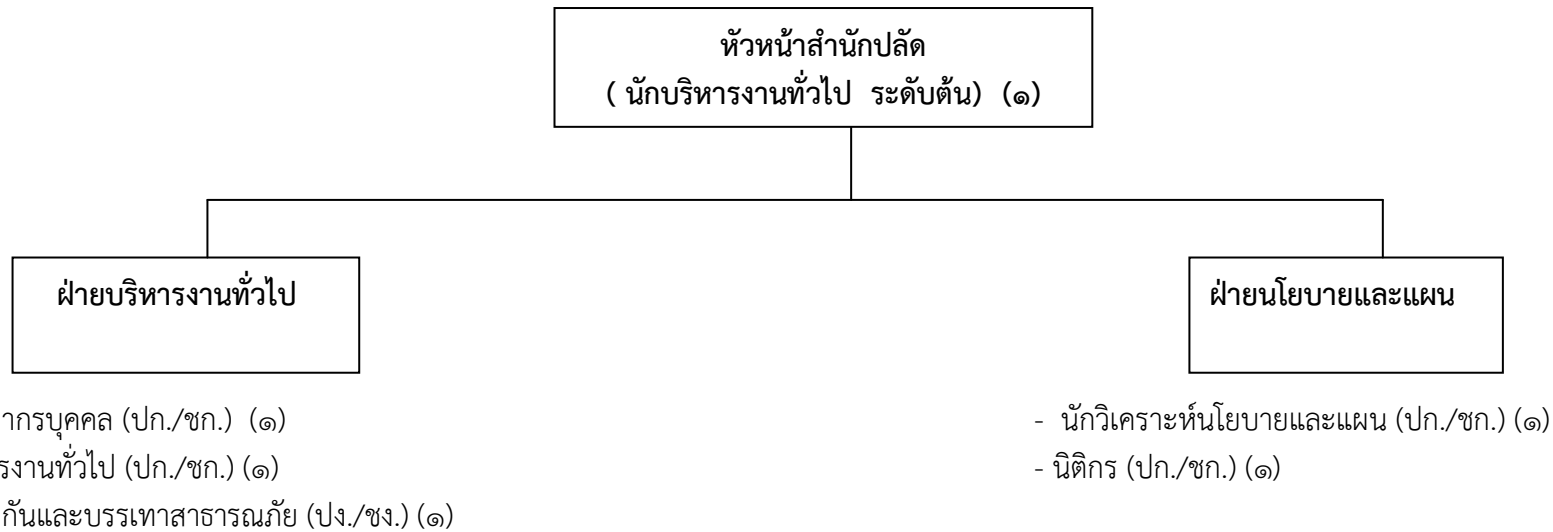 หัวหน้าสำนักปลัด
( นักบริหารงานทั่วไป ระดับต้น) (๑)
ฝ่ายบริหารงานทั่วไป
ากรบุคคล (ปก./ชก.) (๑)
รงานทั่วไป (ปก./ชก.) (๑)
กันและบรรเทาสาธารณภัย (ปง./ชง.) (๑)
ฝ่ายนโยบายและแผน
- นักวิเคราะห์นโยบายและแผน (ปก./ชก.) (๑)
- นิติกร (ปก./ชก.) (๑)